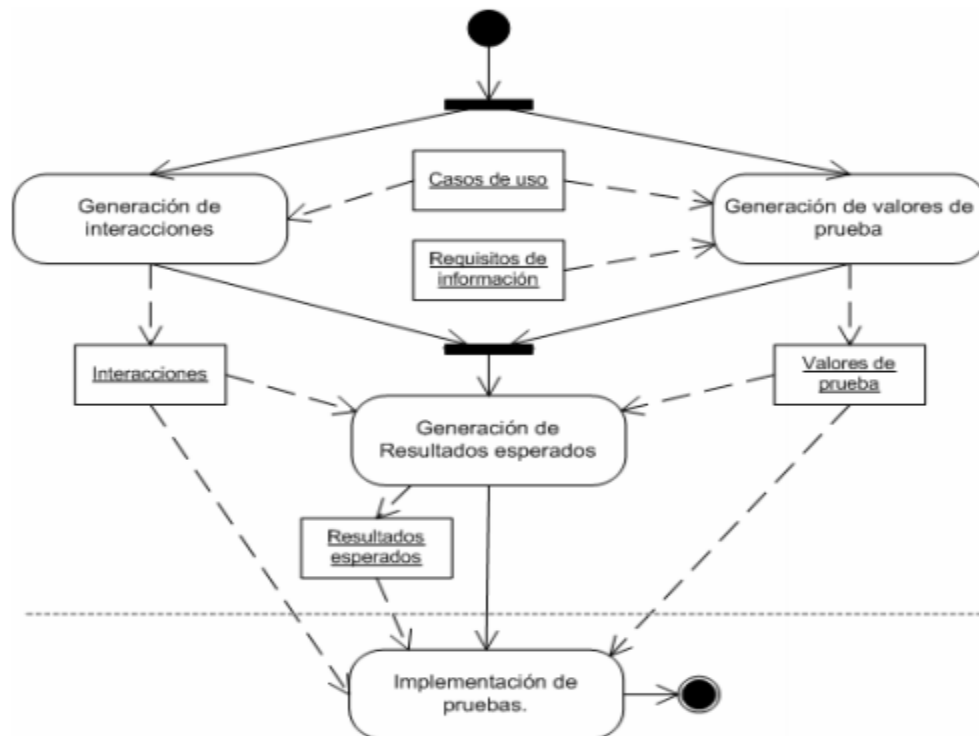 Casos de uso
Generación de
interacciones
Generación de valores de
prueba
Requisitos de
información
Interacciones
Valores de
prueba
Generación de
Resultados esperados
Resultados
esperados
Implementación de
pruebas.